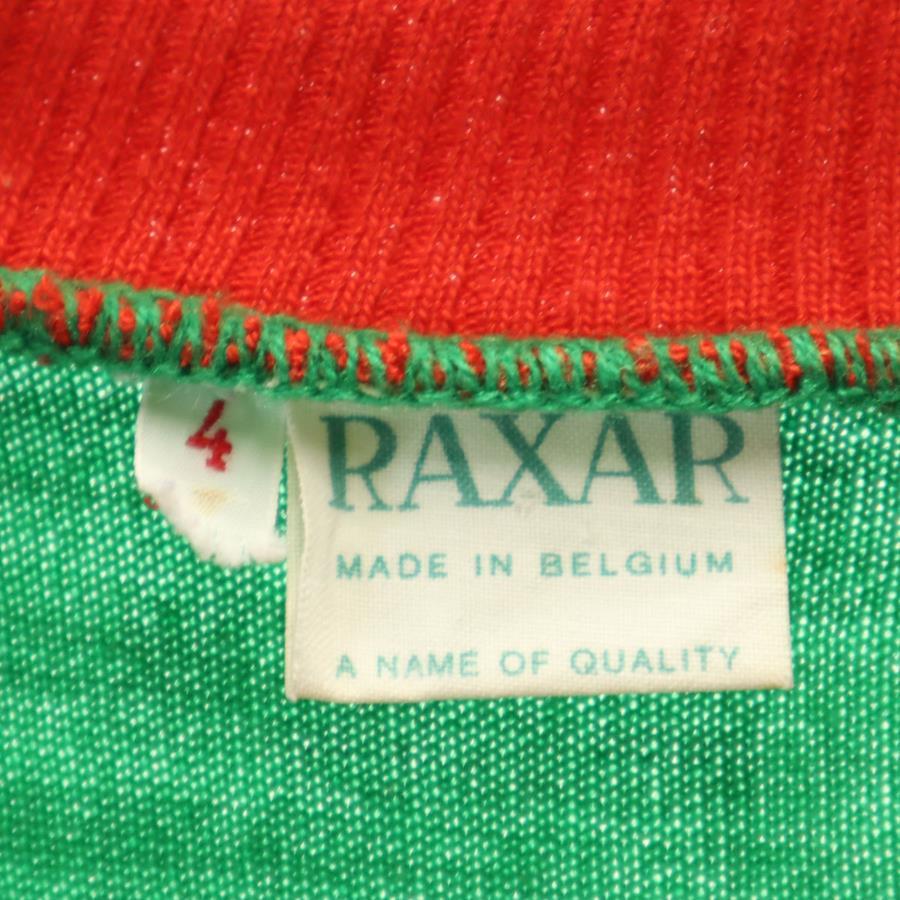 4
RAXAR
MADE IN BELGIUM
A NAME OF QUALITY